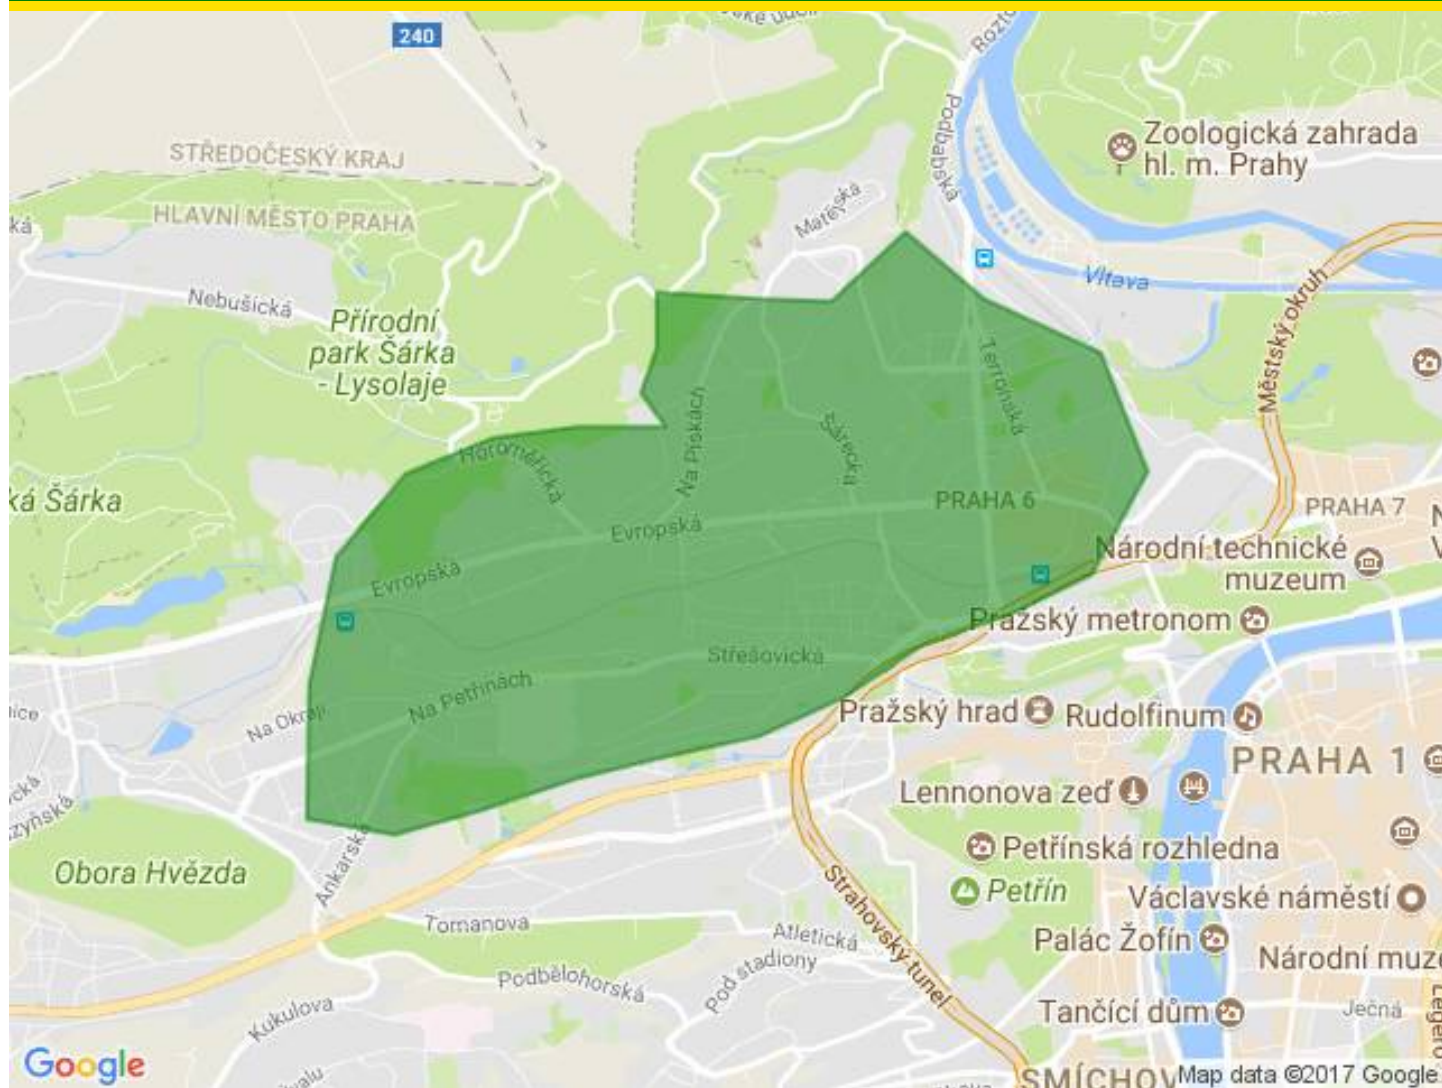 240
Podbabská
STŘEDOČESKÝ KRAJ
Zoologická zahrada
hl. m. Prahy
HLAVNÍ MĚSTO PRAHA
Matějská
Nebušická
Vltava
Městský okruh
Přírodní
park Šárka
- Lysolaje
Terronská
Na Pískách
Šárecká
Horoměřická
ká Šárka
PRAHA 6
PRAHA 7
Evropská
Národní technické
muzeum
Evropská
Pražský metronom
Střešovická
Na Petřinách
Na Okraji
Pražský hrad
Rudolfinum
PRAHA 1
Lennonova zeď
Obora Hvězda
Ankarská
Petřínská rozhledna
Petřín
Václavské náměstí
Strahovský tunel
Tomanova
Atletická
Palác Žofín
Národní muze
Podbělohorská
Pod stadiony
Kukulova
Tančící dům
Ječná
Google
SMÍCHOV
Map data ©2017 Google